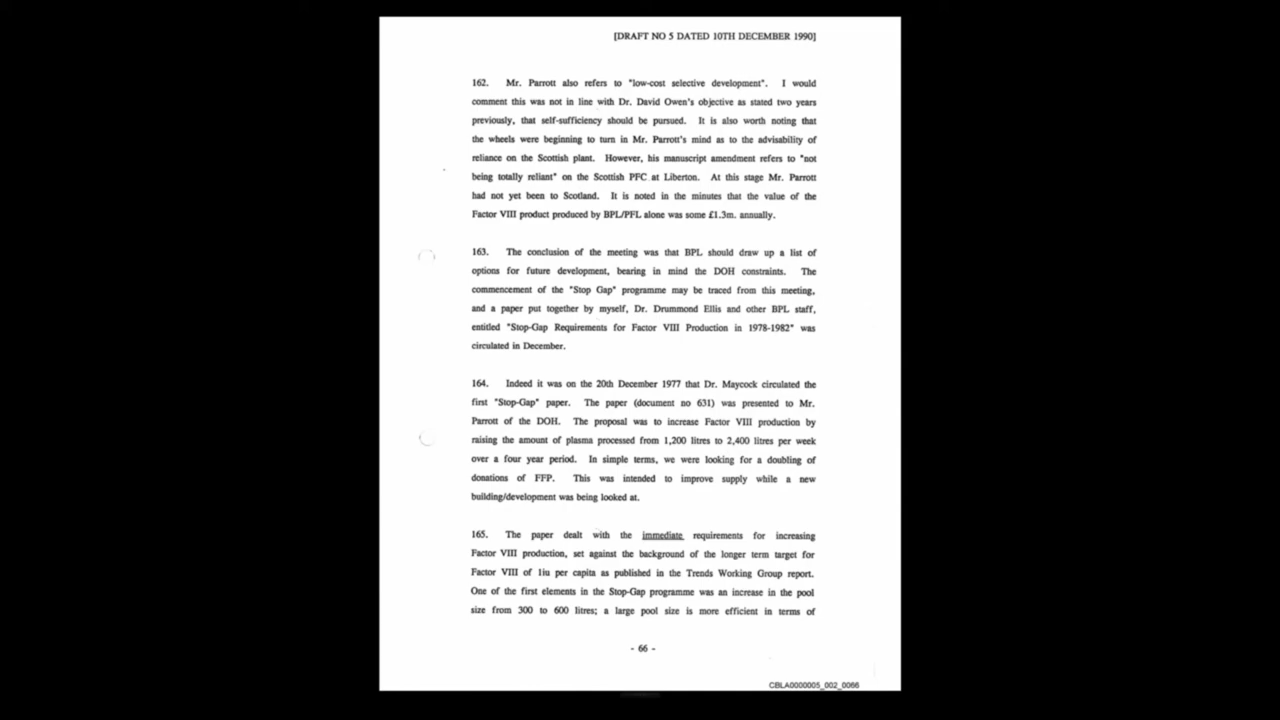 [DRAFT NO 5 DATED 10TH DECEMBER 1990]
162. Mr. Parrott also refers to "low-cost selective development". I would
comment this was not in line with Dr. David Owen's objective as stated two years
previously, that self-sufficiency should be pursued. It is also worth noting that
the wheels were beginning to turn in Mr. Parrott's mind as to the advisability of
reliance on the Scottish plant. However, his manuscript amendment refers to "not
being totally reliant" on the Scottish PFC at Liberton. At this stage Mr. Parrott
had not yet been to Scotland. It is noted in the minutes that the value of the
Factor VIII product produced by BPL/PFL alone was some £1.3m. annually.
163. The conclusion of the meeting was that BPL should draw up a list of
options for future development, bearing in mind the DOH constraints. The
commencement of the "Stop Gap" programme may be traced from this meeting,
and a paper put together by myself, Dr. Drummond Ellis and other BPL staff,
entitled "Stop-Gap Requirements for Factor VIII Production in 1978-1982" was
circulated in December.
164. Indeed it was on the 20th December 1977 that Dr. Maycock circulated the
first "Stop-Gap" paper. The paper (document no 631) was presented to Mr.
Parrott of the DOH. The proposal was to increase Factor VIII production by
raising the amount of plasma processed from 1,200 litres to 2,400 litres per week
over a four year period. In simple terms, we were looking for a doubling of
donations of FFP. This was intended to improve supply while a new
building/development was being looked at.
165. The paper dealt with the immediate requirements for increasing
Factor VIII production, set against the background of the longer term target for
Factor VIII of 1iu per capita as published in the Trends Working Group report.
One of the first elements in the Stop-Gap programme was an increase in the pool
size from 300 to 600 litres; a large pool size is more efficient in terms of
- 66 -
CBLA0000005_002_0066